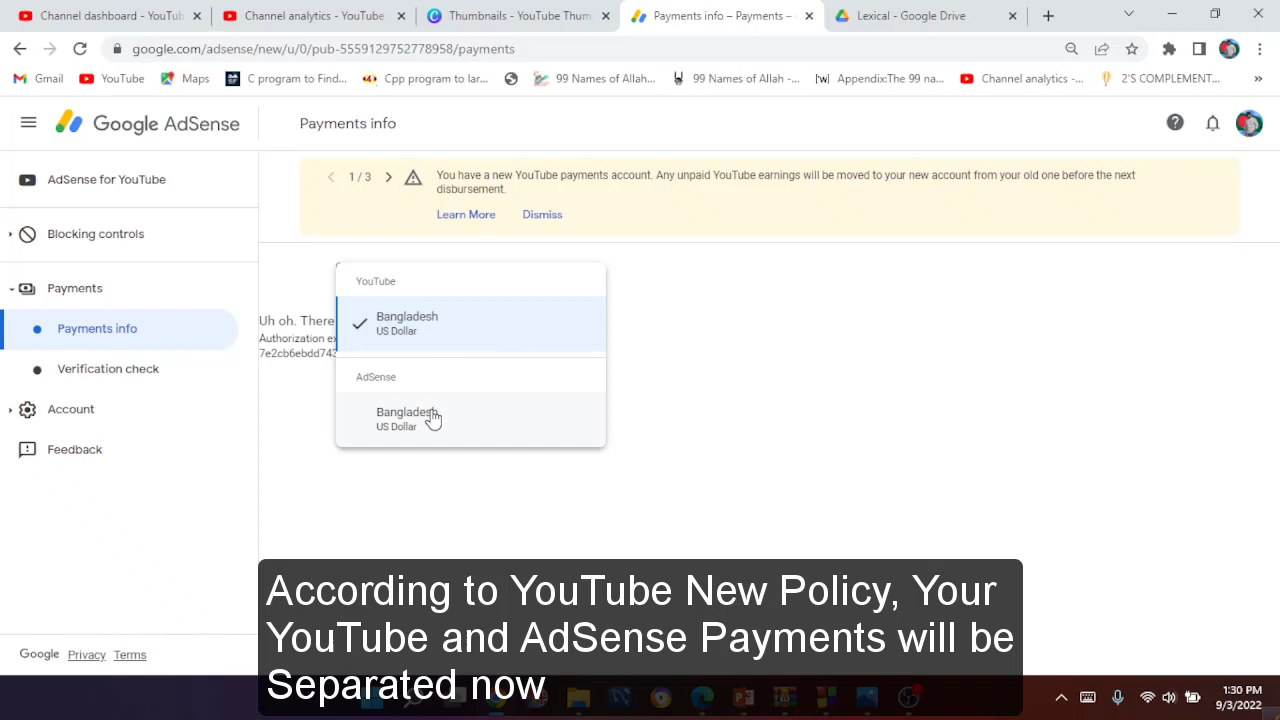 Channel dashboard - YouTub
Channel analytics - YouTube
Thumbnails - YouTube Thum
Payments info – Payments –
Lexical - Google Drive
google.com/adsense/new/u/0/pub-5559129752778958/payments
Gmail
YouTube
Maps
C program to Find...
Cpp program to lar...
99 Names of Allah...
99 Names of Allah -...
[w] Appendix:The 99 na...
Channel analytics -...
2'S COMPLEMENT...
»
Google AdSense
Payments info
AdSense for YouTube
Blocking controls
Payments
Payments info
Verification check
Account
Feedback
1 / 3
You have a new YouTube payments account. Any unpaid YouTube earnings will be moved to your new account from your old one before the next
disbursement.
Learn More
Dismiss
Uh oh. There
Authorization ex
7e2cb6ebdd743
YouTube
Bangladesh
US Dollar
AdSense
Bangladesh
US Dollar
Google Privacy Terms
According to YouTube New Policy, Your
YouTube and AdSense Payments will be
Separated now
1:30 PM
9/3/2022